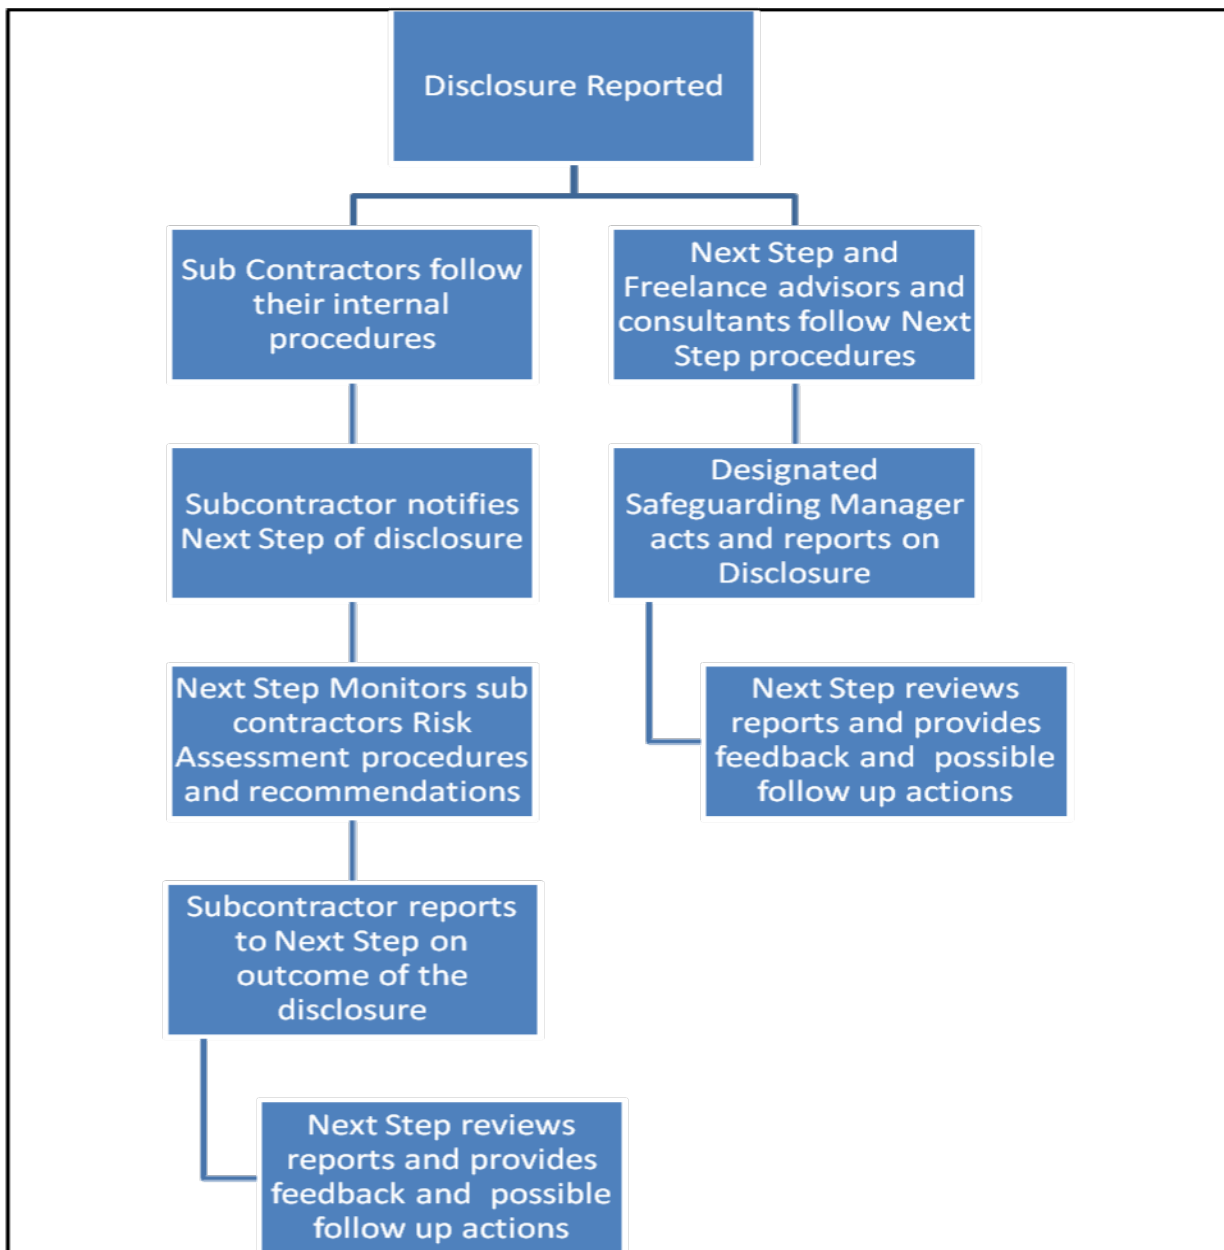 Disclosure Reported
Sub Contractors follow
their internal
procedures
Subcontractor notifies
Next Step of disclosure
Next Step Monitors sub
contractors Risk
Assessment procedures
and recommendations
Subcontractor reports
to Next Step on
outcome of the
disclosure
Next Step reviews
reports and provides
feedback and  possible
follow up actions
Next Step and
Freelance advisors and
consultants follow Next
Step procedures
Designated
Safeguarding Manager
acts and reports on
Disclosure
Next Step reviews
reports and provides
feedback and  possible
follow up actions